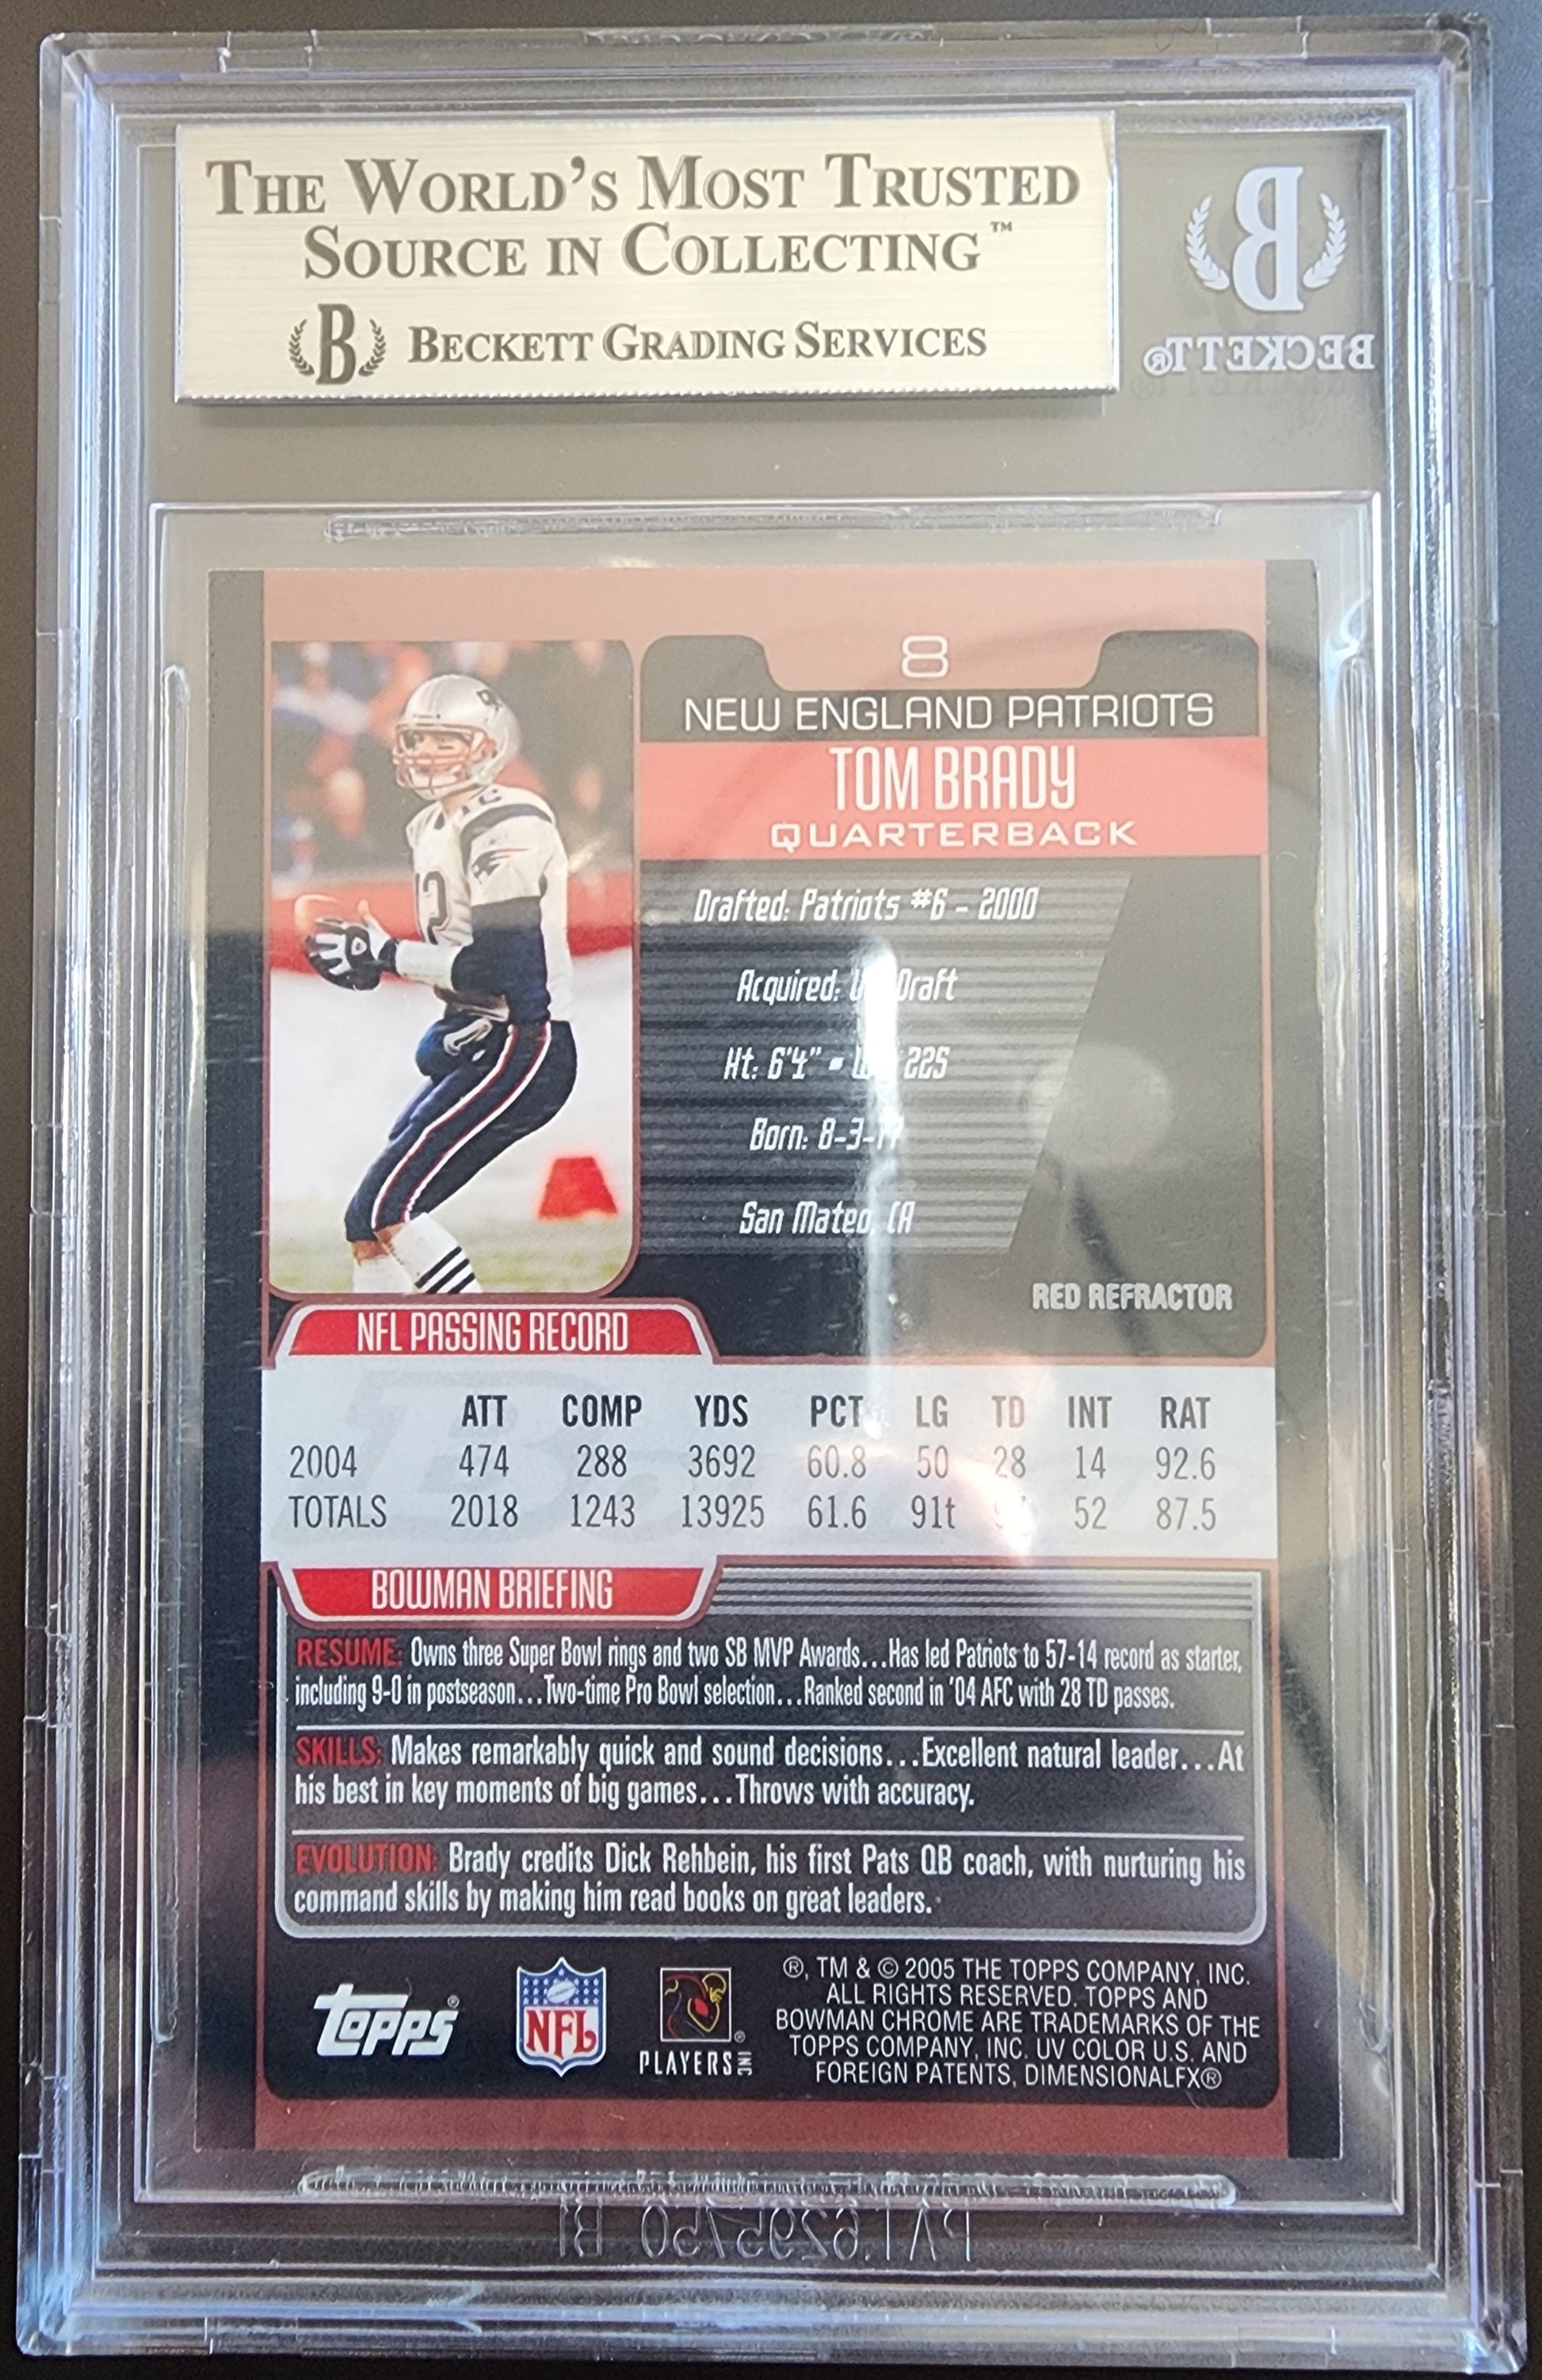 THE WORLD'S MOST TRUSTED
SOURCE IN COLLECTING™
B BECKETT GRADING SERVICES
B
BECKETT®
8
NEW ENGLAND PATRIOTS
TOM BRADY
QUARTERBACK
Drafted: Patriots #6 - 2000
Acquired: Draft
Ht: 6'4" • 225
Born: 8-3-
San Mateo, CA
RED REFRACTOR
12
NFL PASSING RECORD
ATT COMP YDS PCT LG TD INT RAT
2004 474 288 3692 60.8 50 28 14 92.6
TOTALS 2018 1243 13925 61.6 91t 52 87.5
BOWMAN BRIEFING
RESUME: Owns three Super Bowl rings and two SB MVP Awards...Has led Patriots to 57-14 record as starter,
including 9-0 in postseason...Two-time Pro Bowl selection...Ranked second in '04 AFC with 28 TD passes.
SKILLS: Makes remarkably quick and sound decisions...Excellent natural leader...At
his best in key moments of big games...Throws with accuracy.
EVOLUTION: Brady credits Dick Rehbein, his first Pats QB coach, with nurturing his
command skills by making him read books on great leaders.
topps®
NFL
PLAYERS INC ®
®, TM & © 2005 THE TOPPS COMPANY, INC.
ALL RIGHTS RESERVED. TOPPS AND
BOWMAN CHROME ARE TRADEMARKS OF THE
TOPPS COMPANY, INC. UV COLOR U.S. AND
FOREIGN PATENTS, DIMENSIONALFX®